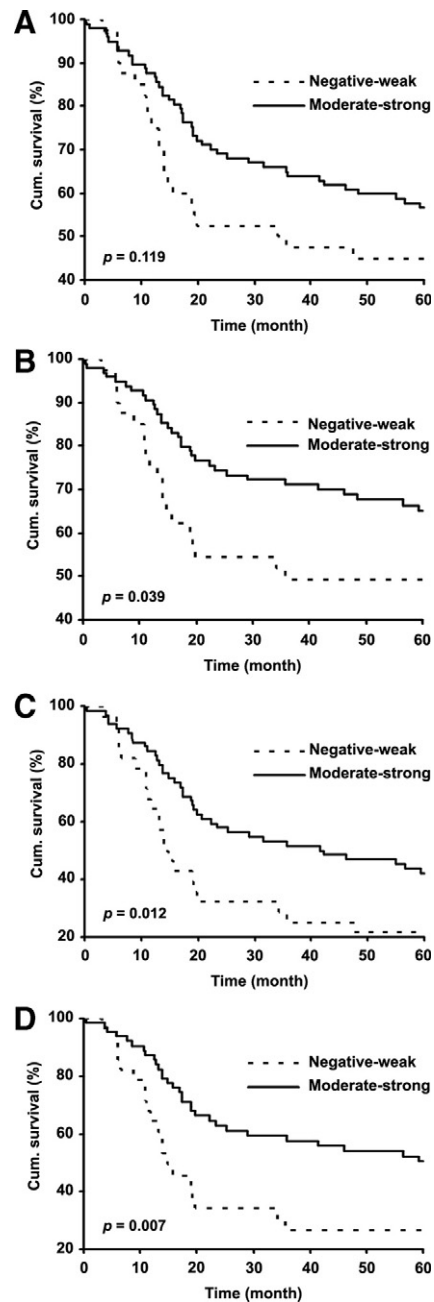 A
Cum. survival (%)
100
90
80
70
60
50
40
Negative-weak
Moderate-strong
p = 0.119
0 10 20 30 40 50 60
Time (month)
B
Cum. survival (%)
100
90
80
70
60
50
40
Negative-weak
Moderate-strong
p = 0.039
0 10 20 30 40 50 60
Time (month)
C
Cum. survival (%)
100
80
60
40
20
Negative-weak
Moderate-strong
p = 0.012
0 10 20 30 40 50 60
Time (month)
D
Cum. survival (%)
100
80
60
40
20
Negative-weak
Moderate-strong
p = 0.007
0 10 20 30 40 50 60
Time (month)